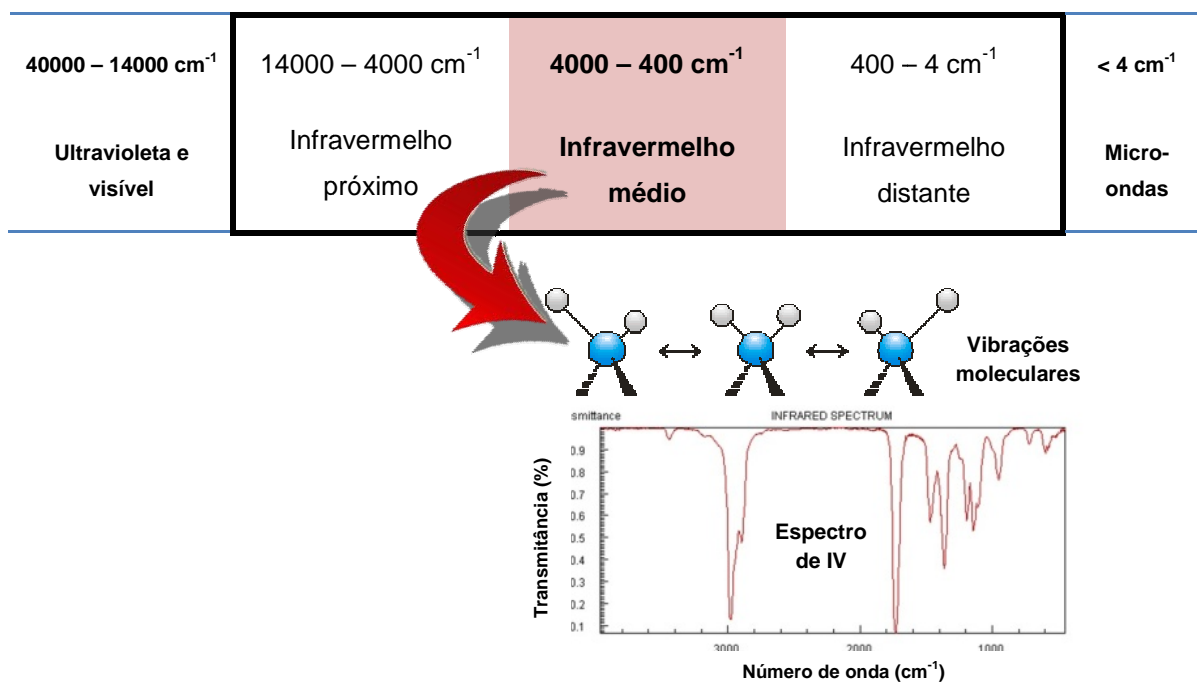 40000 – 14000 cm⁻¹
Ultravioleta e
visível
14000 – 4000 cm⁻¹
Infravermelho
próximo
4000 – 400 cm⁻¹
Infravermelho
médio
400 – 4 cm⁻¹
Infravermelho
distante
< 4 cm⁻¹
Micro-
ondas
Vibrações
moleculares
smittance
INFRARED SPECTRUM
0.9
0.8
0.7
0.6
0.5
0.4
0.3
0.2
0.1
Transmitância (%)
Espectro
de IV
3000
2000
1000
Número de onda (cm⁻¹)